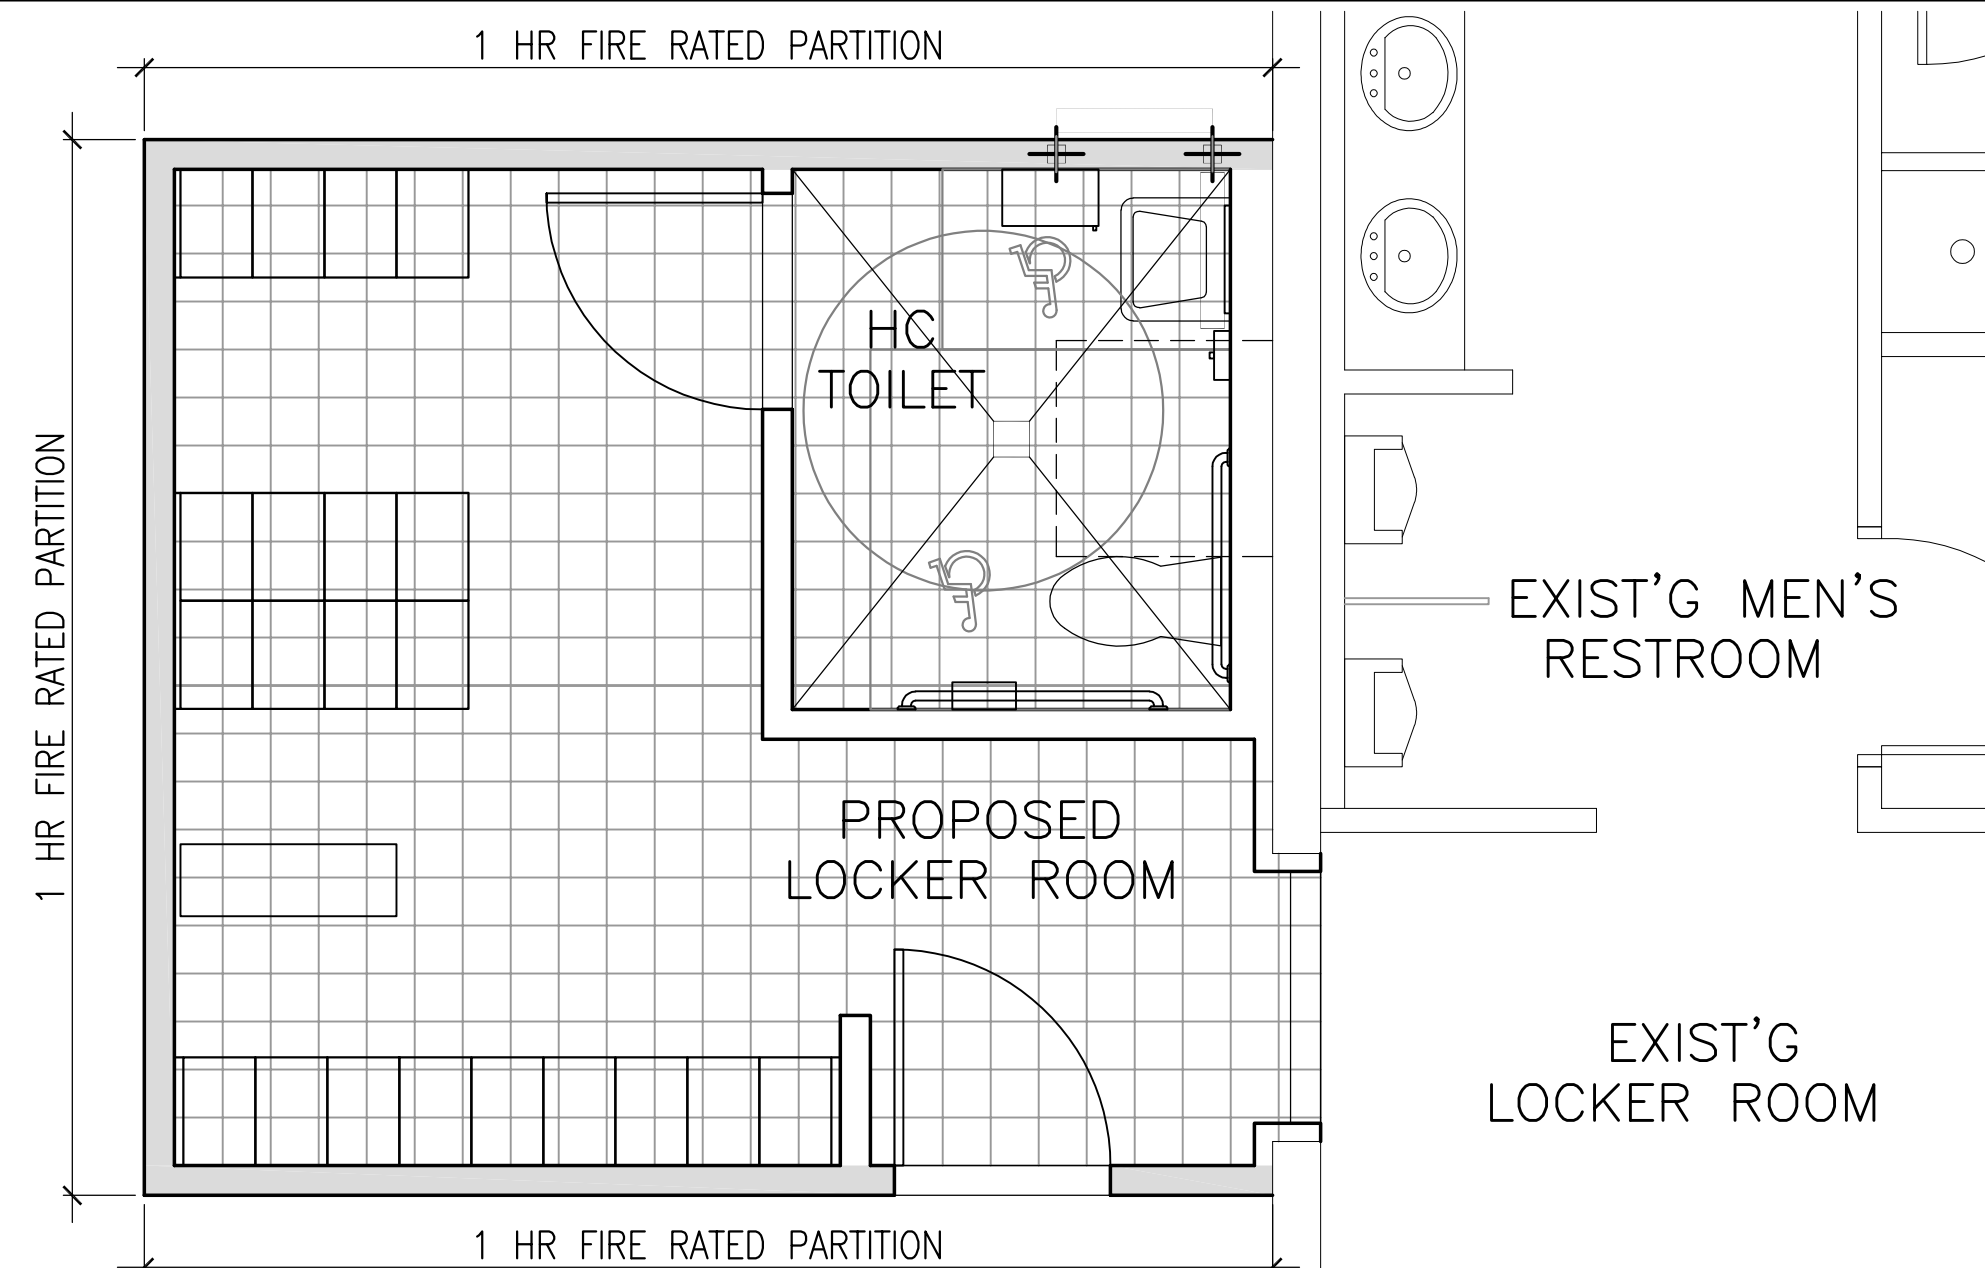 1 HR FIRE RATED PARTITION
1 HR FIRE RATED PARTITION
HC
TOILET
EXIST'G MEN'S
RESTROOM
PROPOSED
LOCKER ROOM
EXIST'G
LOCKER ROOM
1 HR FIRE RATED PARTITION